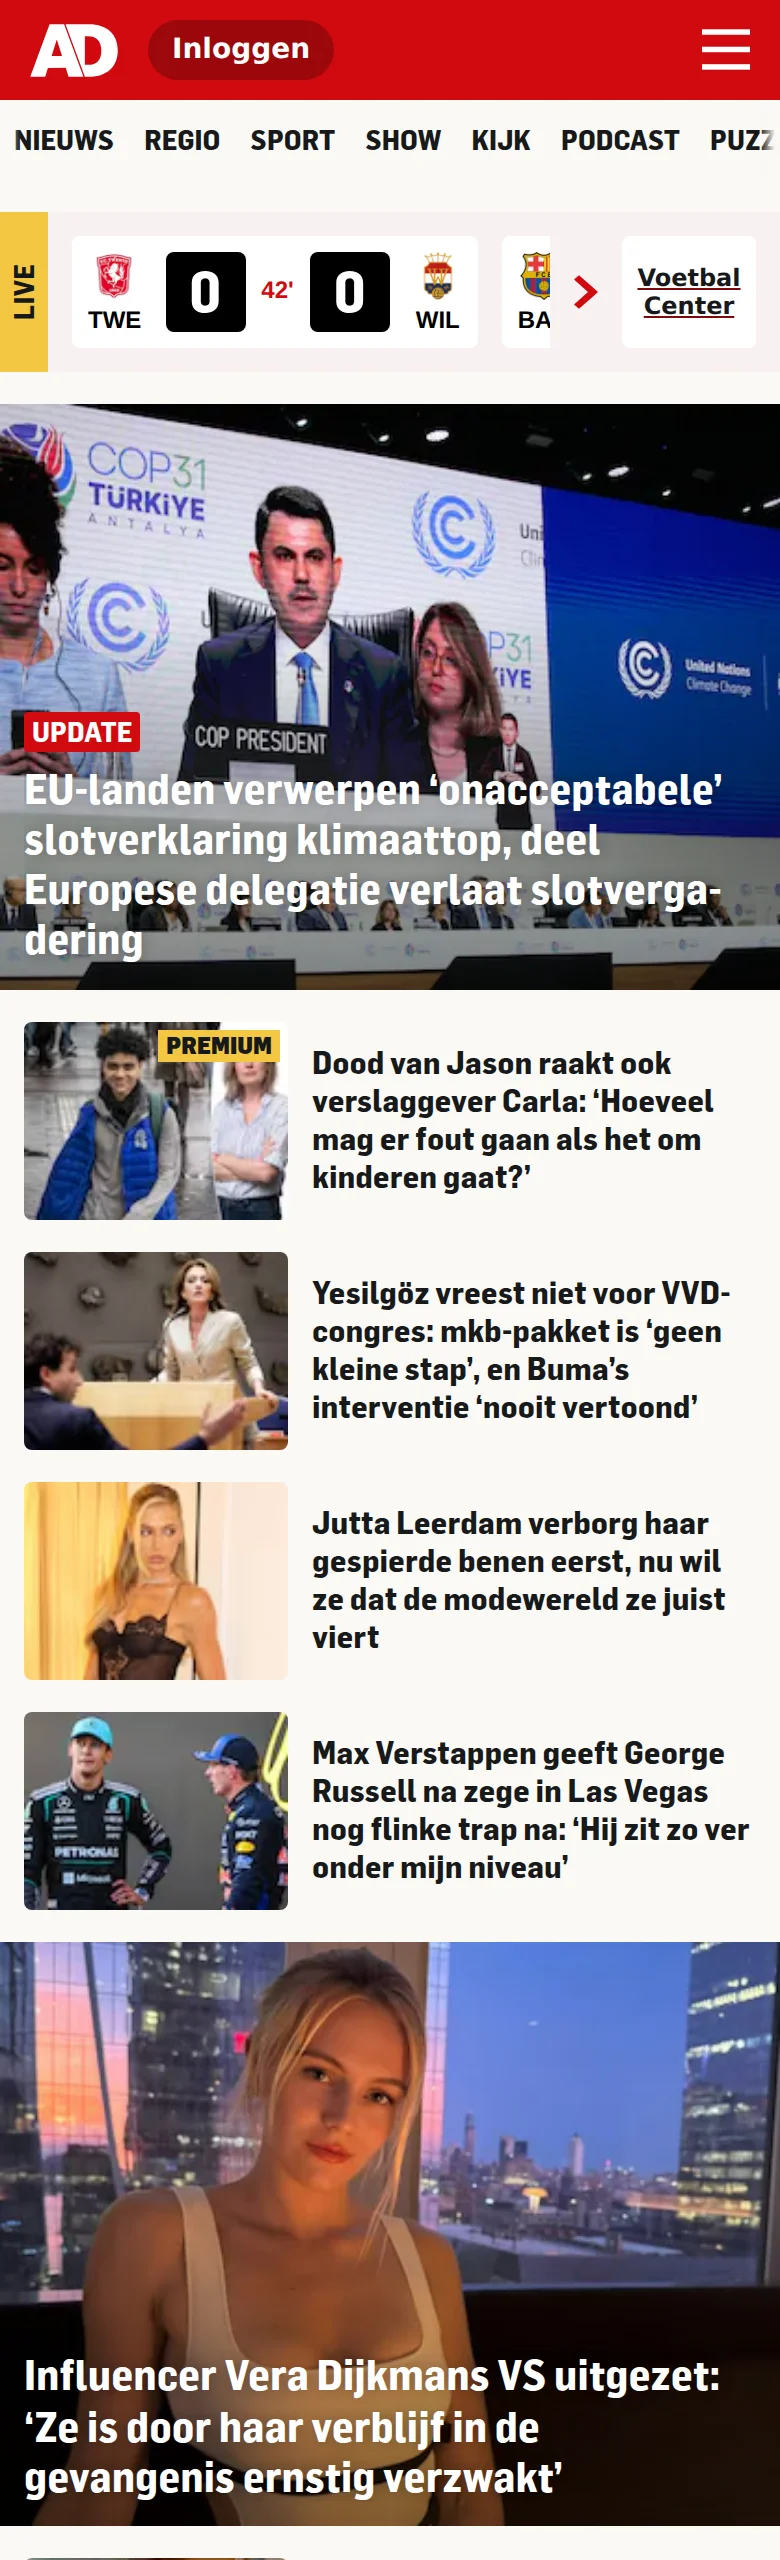 AD
Inloggen
NIEUWS REGIO SPORT SHOW KIJK PODCAST PUZZ
LIVE
TWE
0
42'
0
WIL
FCB
BA
Voetbal
Center
COP31
TÜRKİYE
ANTALYA
United Nations
Climate Change
COP PRESIDENT
UPDATE
EU-landen verwerpen ‘onacceptabele’
slotverklaring klimaattop, deel
Europese delegatie verlaat slotverga-
dering
PREMIUM
Dood van Jason raakt ook
verslaggever Carla: ‘Hoeveel
mag er fout gaan als het om
kinderen gaat?’
Yesilgöz vreest niet voor VVD-
congres: mkb-pakket is ‘geen
kleine stap’, en Buma’s
interventie ‘nooit vertoond’
Jutta Leerdam verborg haar
gespierde benen eerst, nu wil
ze dat de modewereld ze juist
viert
PETRONAS
Microsoft
Max Verstappen geeft George
Russell na zege in Las Vegas
nog flinke trap na: ‘Hij zit zo ver
onder mijn niveau’
Influencer Vera Dijkmans VS uitgezet:
‘Ze is door haar verblijf in de
gevangenis ernstig verzwakt’